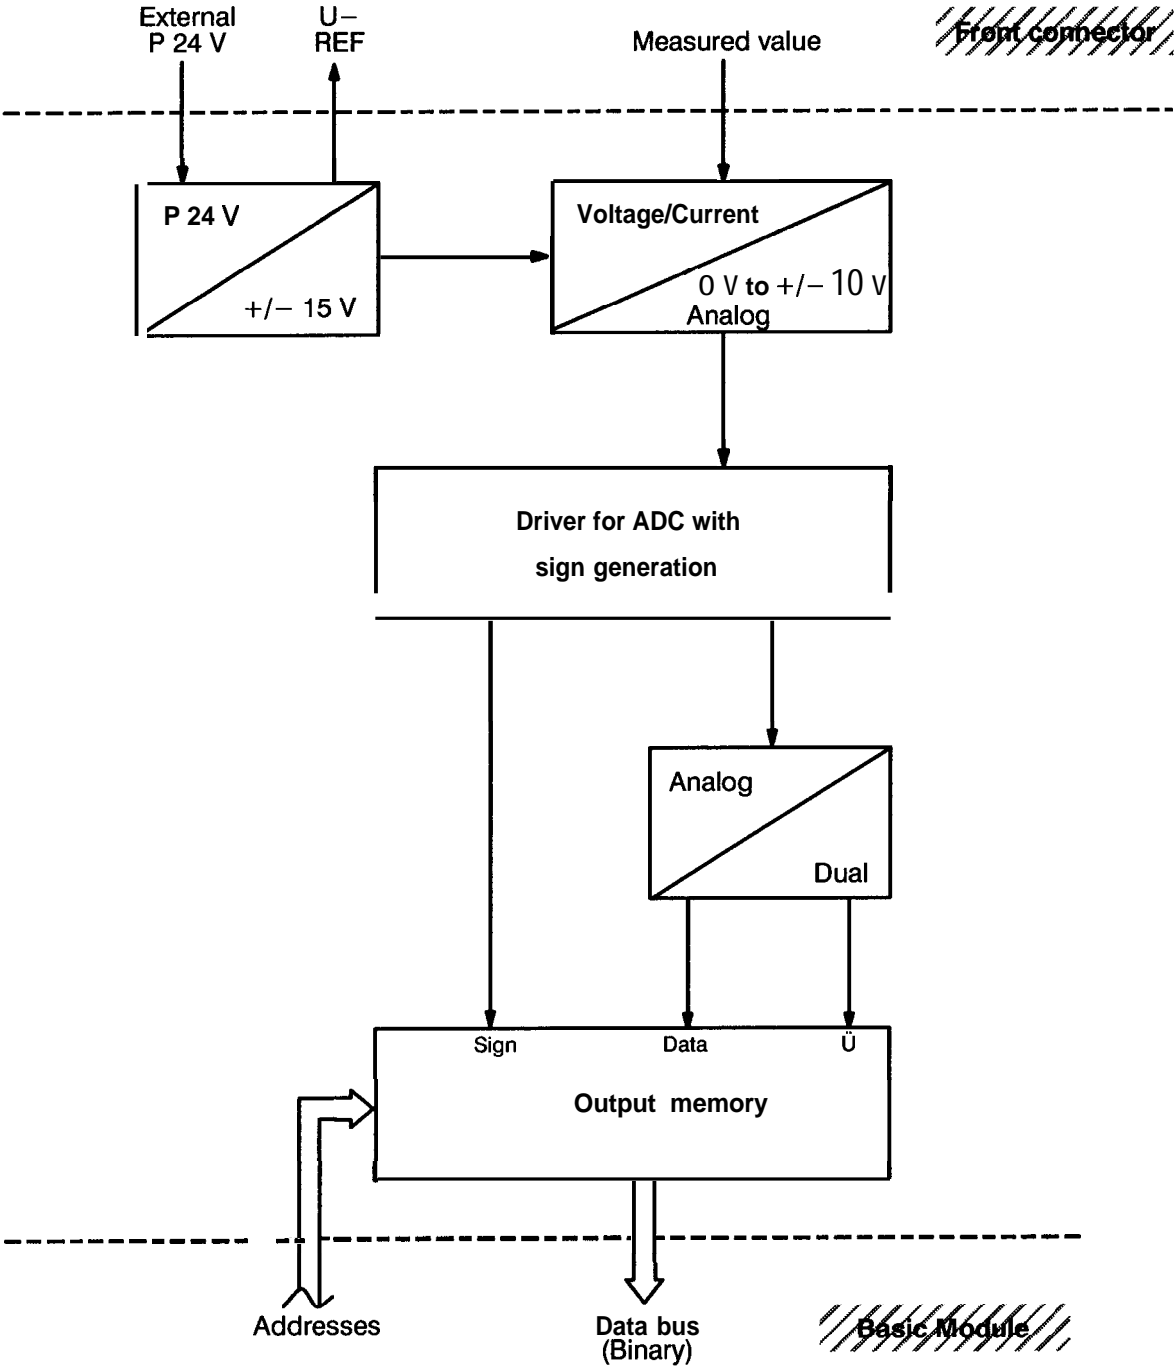 External
P 24 V
U–
REF
Measured value
Front connector
P 24 V
+/– 15 V
Voltage/Current
0 V to +/– 10 V
Analog
Driver for ADC with
sign generation
Analog
Dual
Sign
Data
Ü
Output memory
Addresses
Data bus
(Binary)
Basic Module